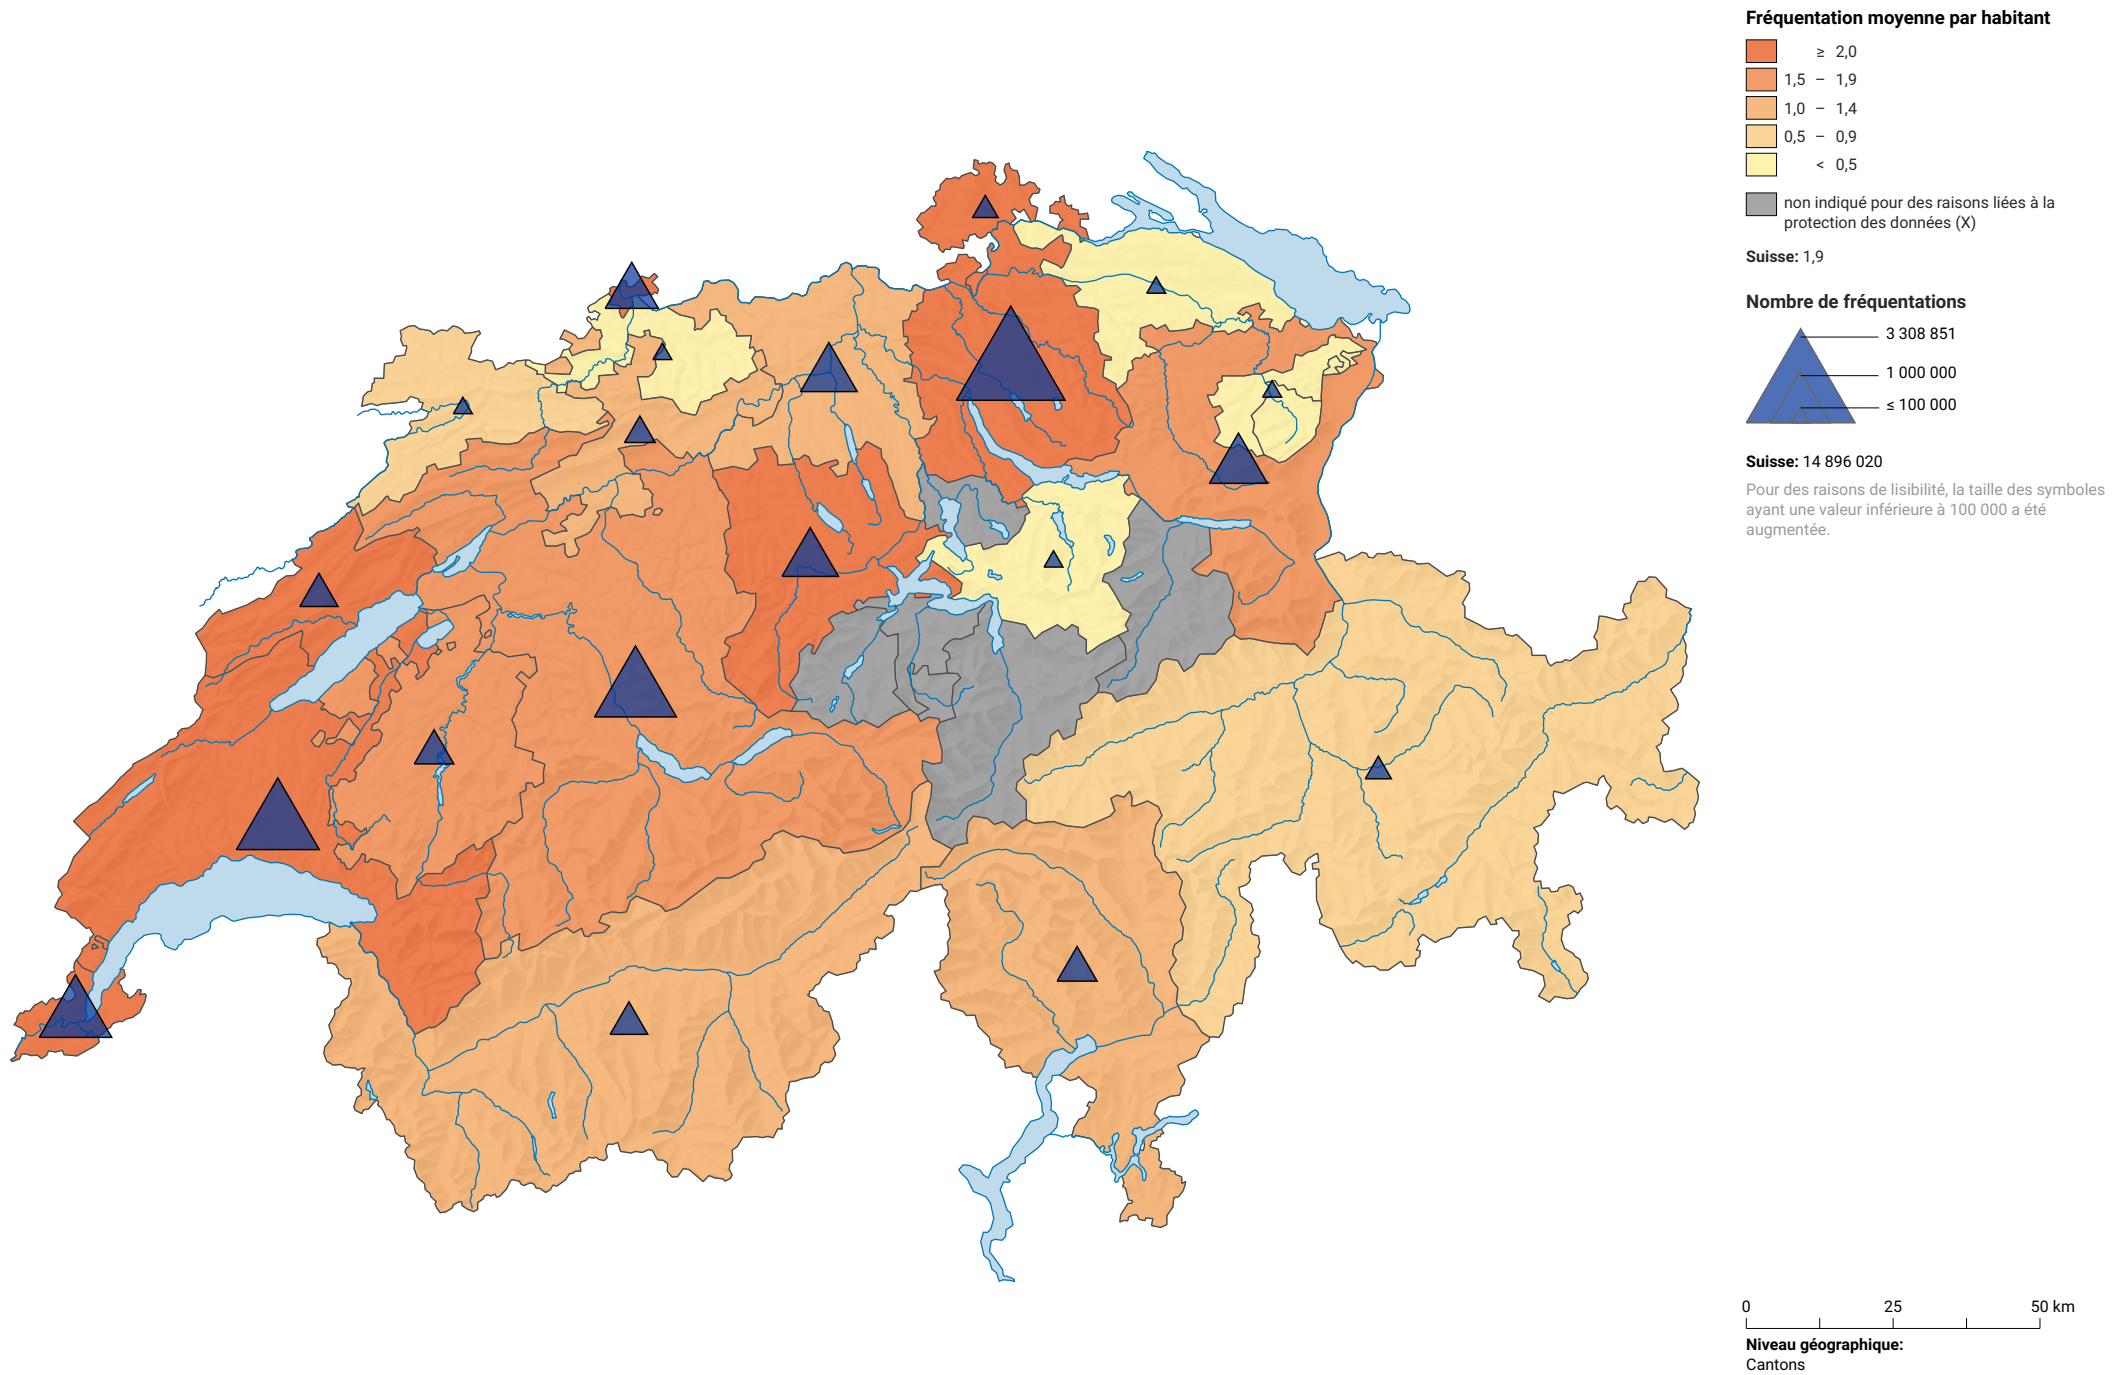 Fréquentation moyenne par habitant
≥ 2,0
1,5 – 1,9
1,0 – 1,4
0,5 – 0,9
< 0,5
non indiqué pour des raisons liées à la
protection des données (X)
Suisse: 1,9
Nombre de fréquentations
3 308 851
1 000 000
≤ 100 000
Suisse: 14 896 020
Pour des raisons de lisibilité, la taille des symboles
ayant une valeur inférieure à 100 000 a été
augmentée.
0 25 50 km
Niveau géographique:
Cantons